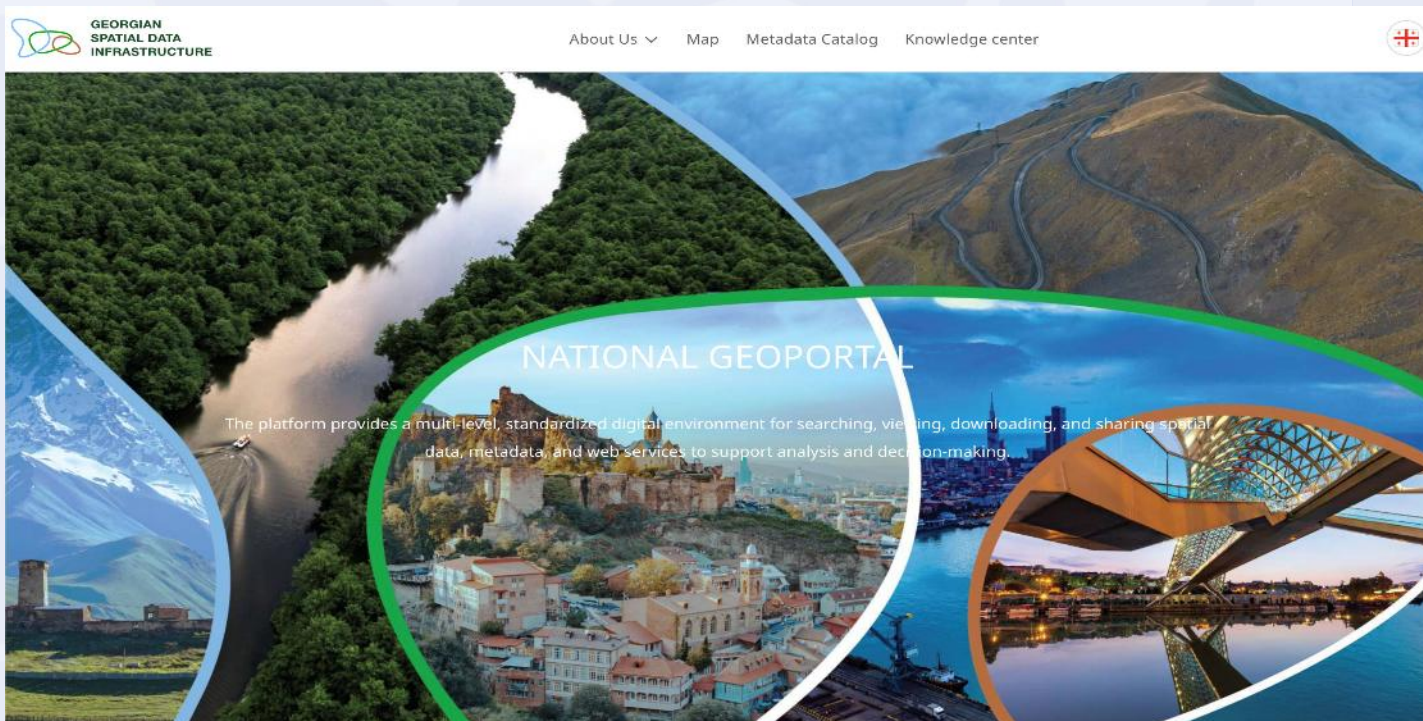 GEORGIAN
SPATIAL DATA
INFRASTRUCTURE
About Us Map Metadata Catalog Knowledge center
NATIONAL GEOPORTAL
The platform provides a multi-level, standardized digital environment for searching, viewing, downloading, and sharing spatial
data, metadata, and web services to support analysis and decision-making.